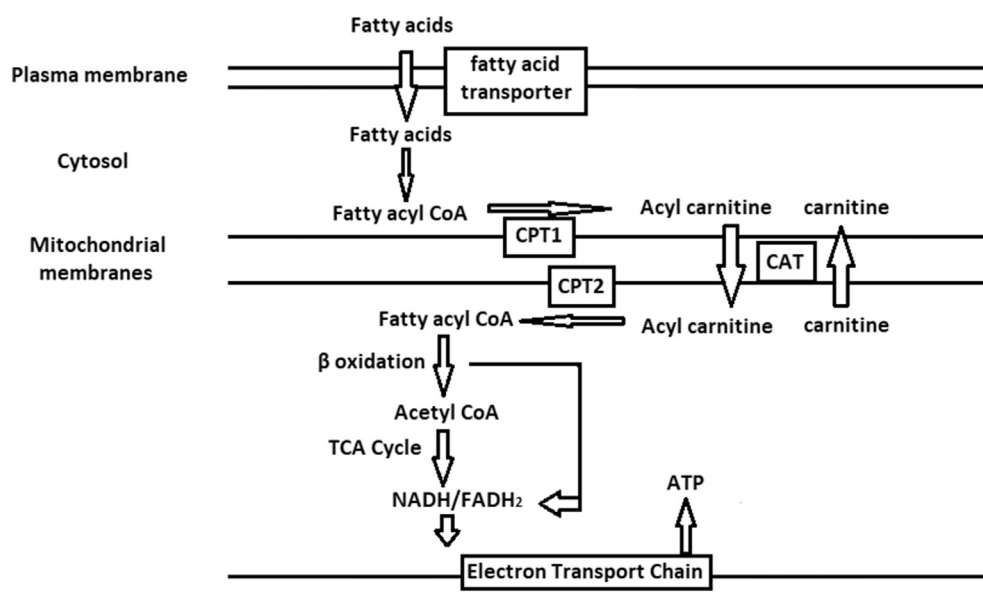 Fatty acids
Plasma membrane
fatty acid
transporter
Fatty acids
Cytosol
Fatty acyl CoA
Acyl carnitine
carnitine
CPT1
Mitochondrial
membranes
CAT
CPT2
Fatty acyl CoA
Acyl carnitine
carnitine
β oxidation
Acetyl CoA
TCA Cycle
ATP
NADH/FADH₂
Electron Transport Chain